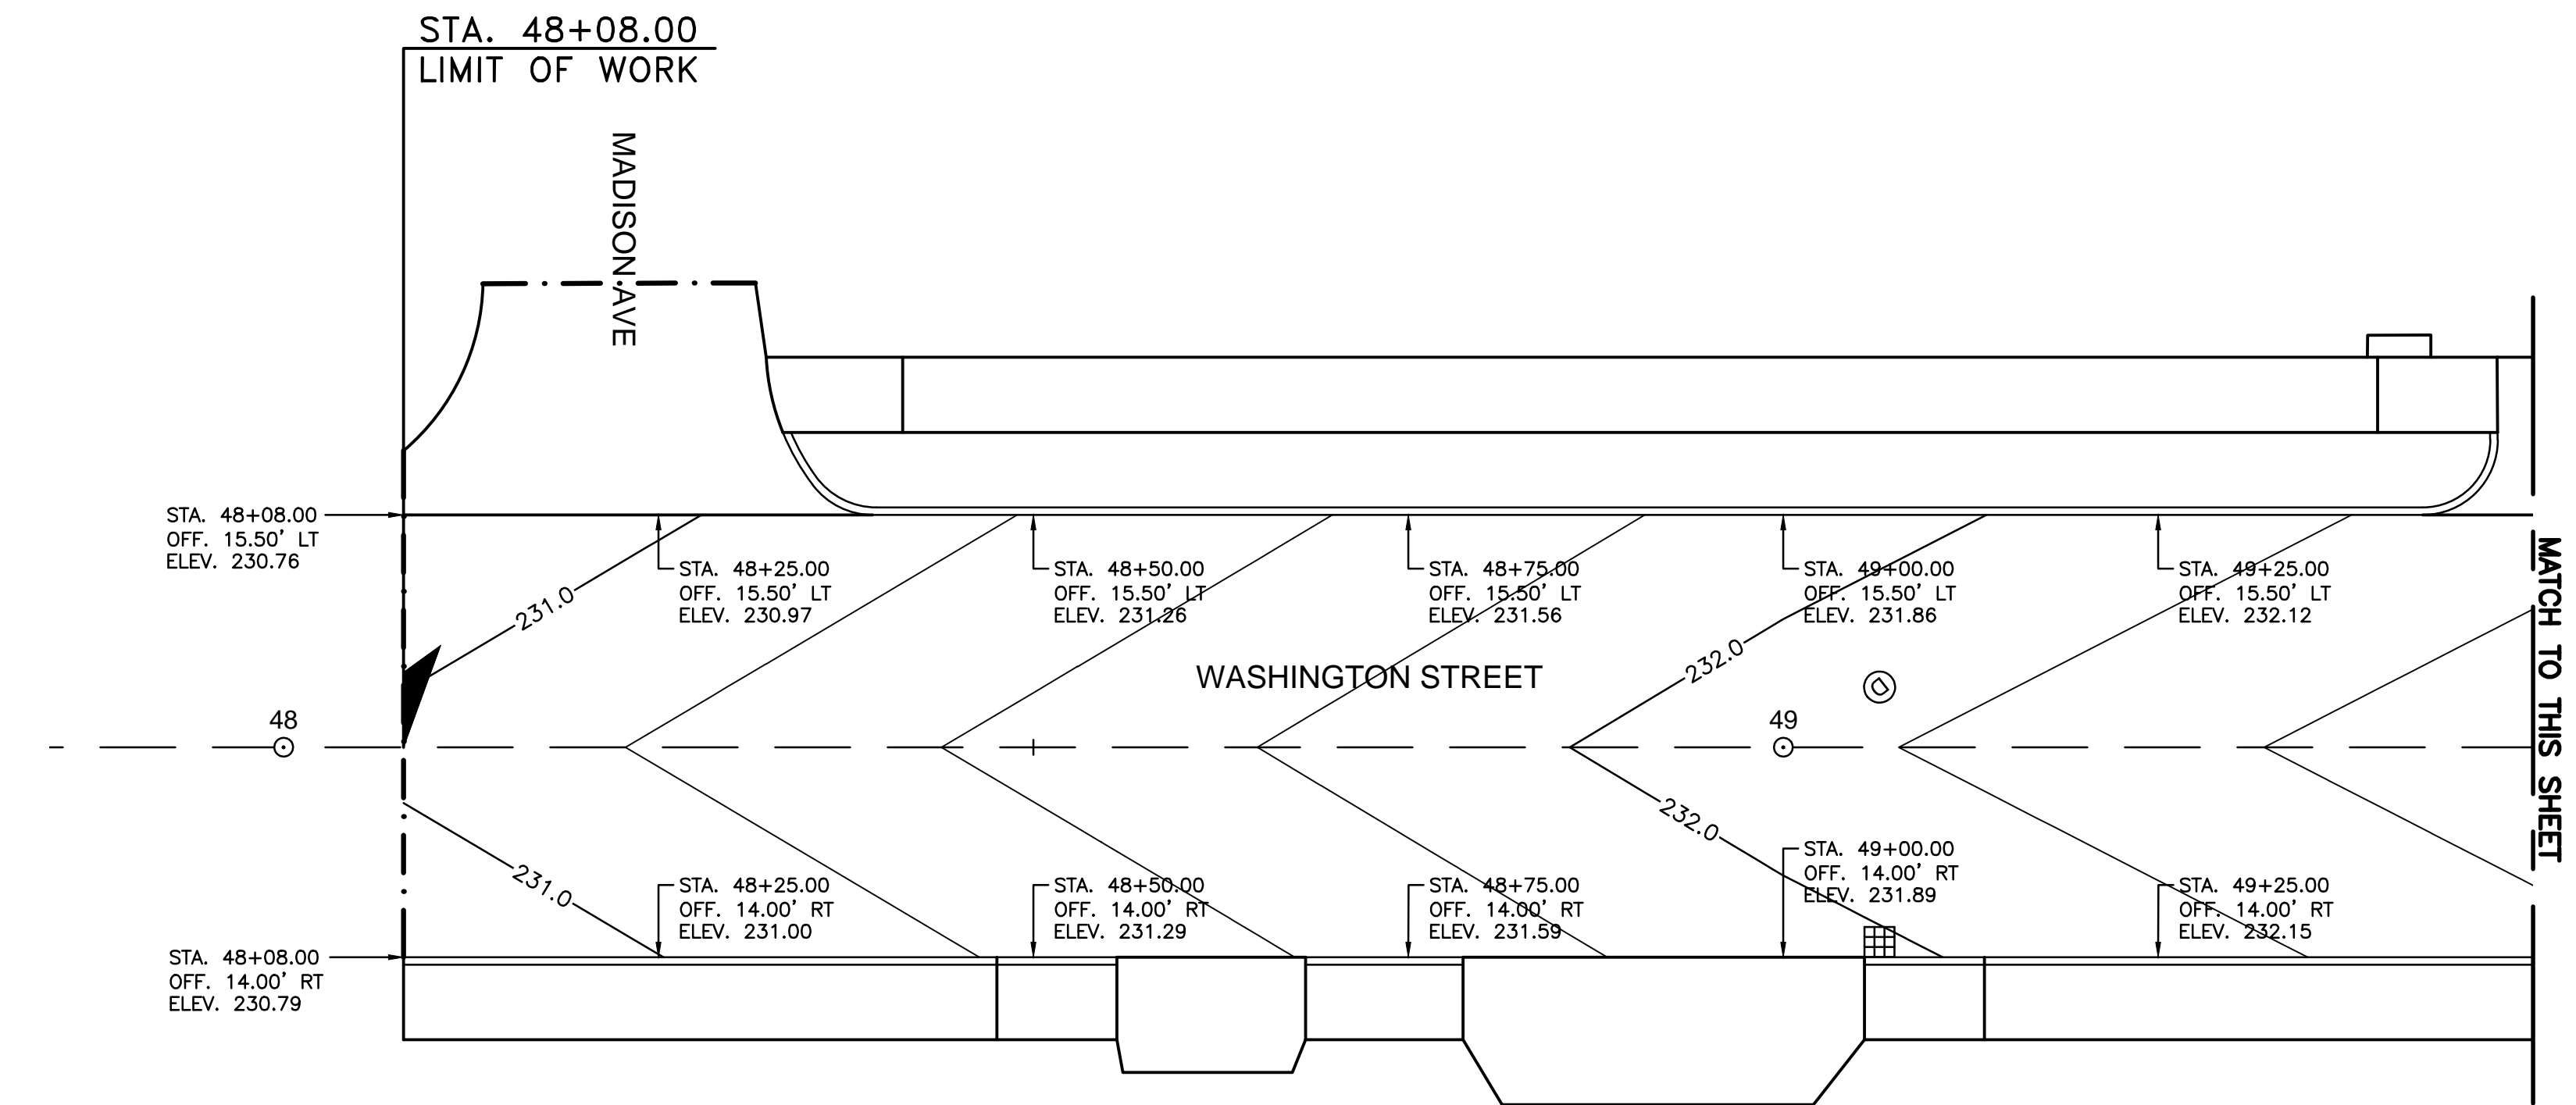 STA. 48+08.00
LIMIT OF WORK
MADISON AVE
STA. 48+08.00
OFF. 15.50' LT
ELEV. 230.76
STA. 48+25.00
OFF. 15.50' LT
ELEV. 230.97
STA. 48+50.00
OFF. 15.50' LT
ELEV. 231.26
STA. 48+75.00
OFF. 15.50' LT
ELEV. 231.56
STA. 49+00.00
OFF. 15.50' LT
ELEV. 231.86
STA. 49+25.00
OFF. 15.50' LT
ELEV. 232.12
MATCH TO THIS SHEET
231.0
232.0
WASHINGTON STREET
D
48
49
231.0
232.0
STA. 48+25.00
OFF. 14.00' RT
ELEV. 231.00
STA. 48+50.00
OFF. 14.00' RT
ELEV. 231.29
STA. 48+75.00
OFF. 14.00' RT
ELEV. 231.59
STA. 49+00.00
OFF. 14.00' RT
ELEV. 231.89
STA. 49+25.00
OFF. 14.00' RT
ELEV. 232.15
STA. 48+08.00
OFF. 14.00' RT
ELEV. 230.79